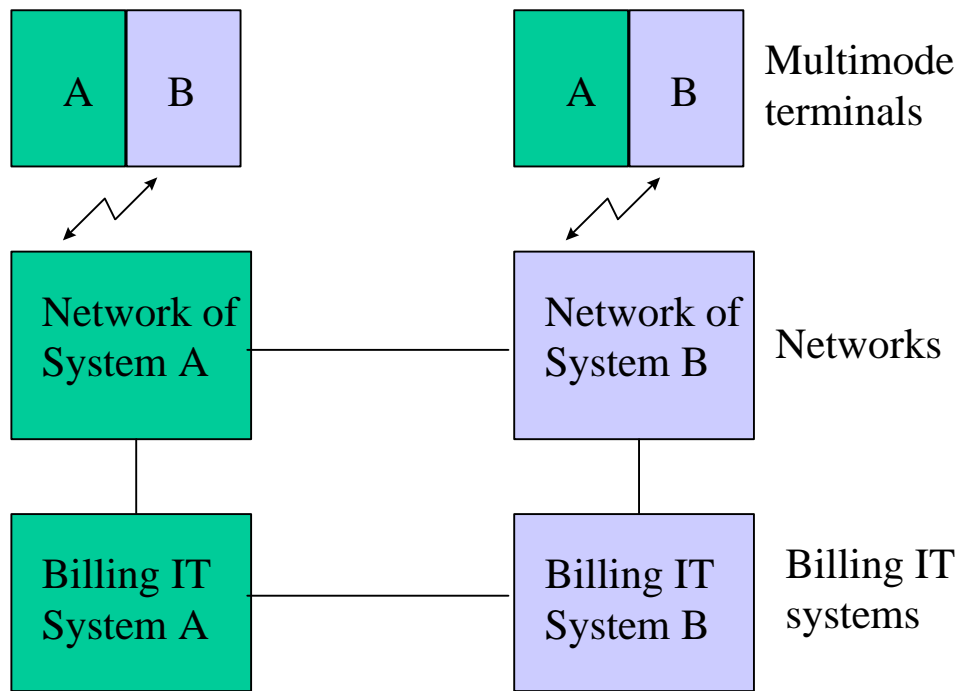 A B
A B
Multimode
terminals
Network of
System A
Network of
System B
Networks
Billing IT
System A
Billing IT
System B
Billing IT
systems